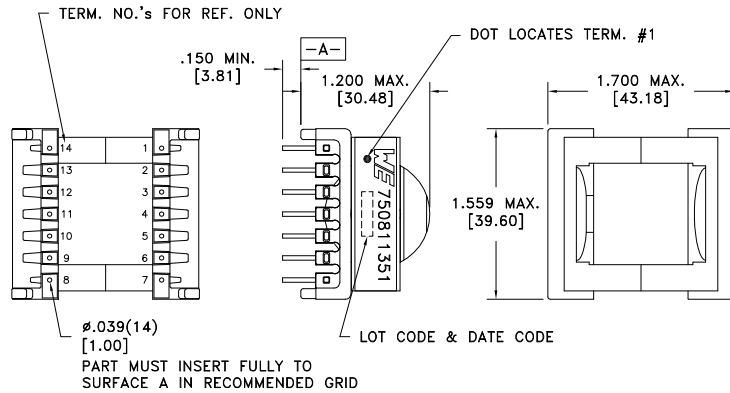 TERM. NO.'s FOR REF. ONLY
DOT LOCATES TERM. #1
.150 MIN.
[3.81]
-A-
1.200 MAX.
[30.48]
1.700 MAX.
[43.18]
14 1
13 2
12 3
11 4
10 5
9 6
8 7
WE 750811351
1.559 MAX.
[39.60]
ø.039(14)
[1.00]
LOT CODE & DATE CODE
PART MUST INSERT FULLY TO
SURFACE A IN RECOMMENDED GRID